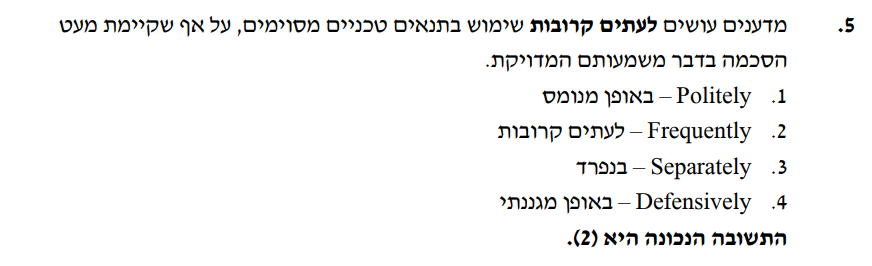 5. מדענים עושים לעתים קרובות שימוש בתנאים טכניים מסוימים, על אף שקיימת מעט
הסכמה בדבר משמעותם המדויקת.
1. Politely – באופן מנומס
2. Frequently – לעתים קרובות
3. Separately – בנפרד
4. Defensively – באופן מגננתי
התשובה הנכונה היא (2).